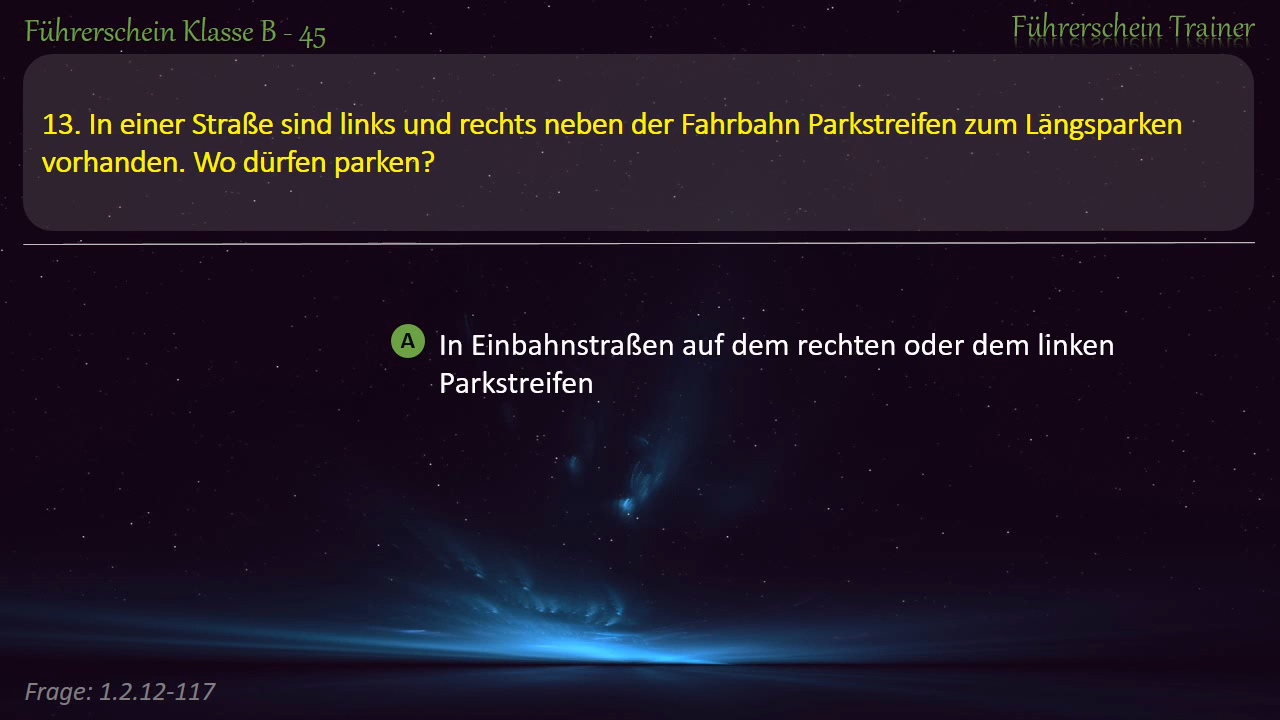 Führerschein Klasse B - 45
Führerschein Trainer
13. In einer Straße sind links und rechts neben der Fahrbahn Parkstreifen zum Längsparken
vorhanden. Wo dürfen parken?
A In Einbahnstraßen auf dem rechten oder dem linken
Parkstreifen
Frage: 1.2.12-117